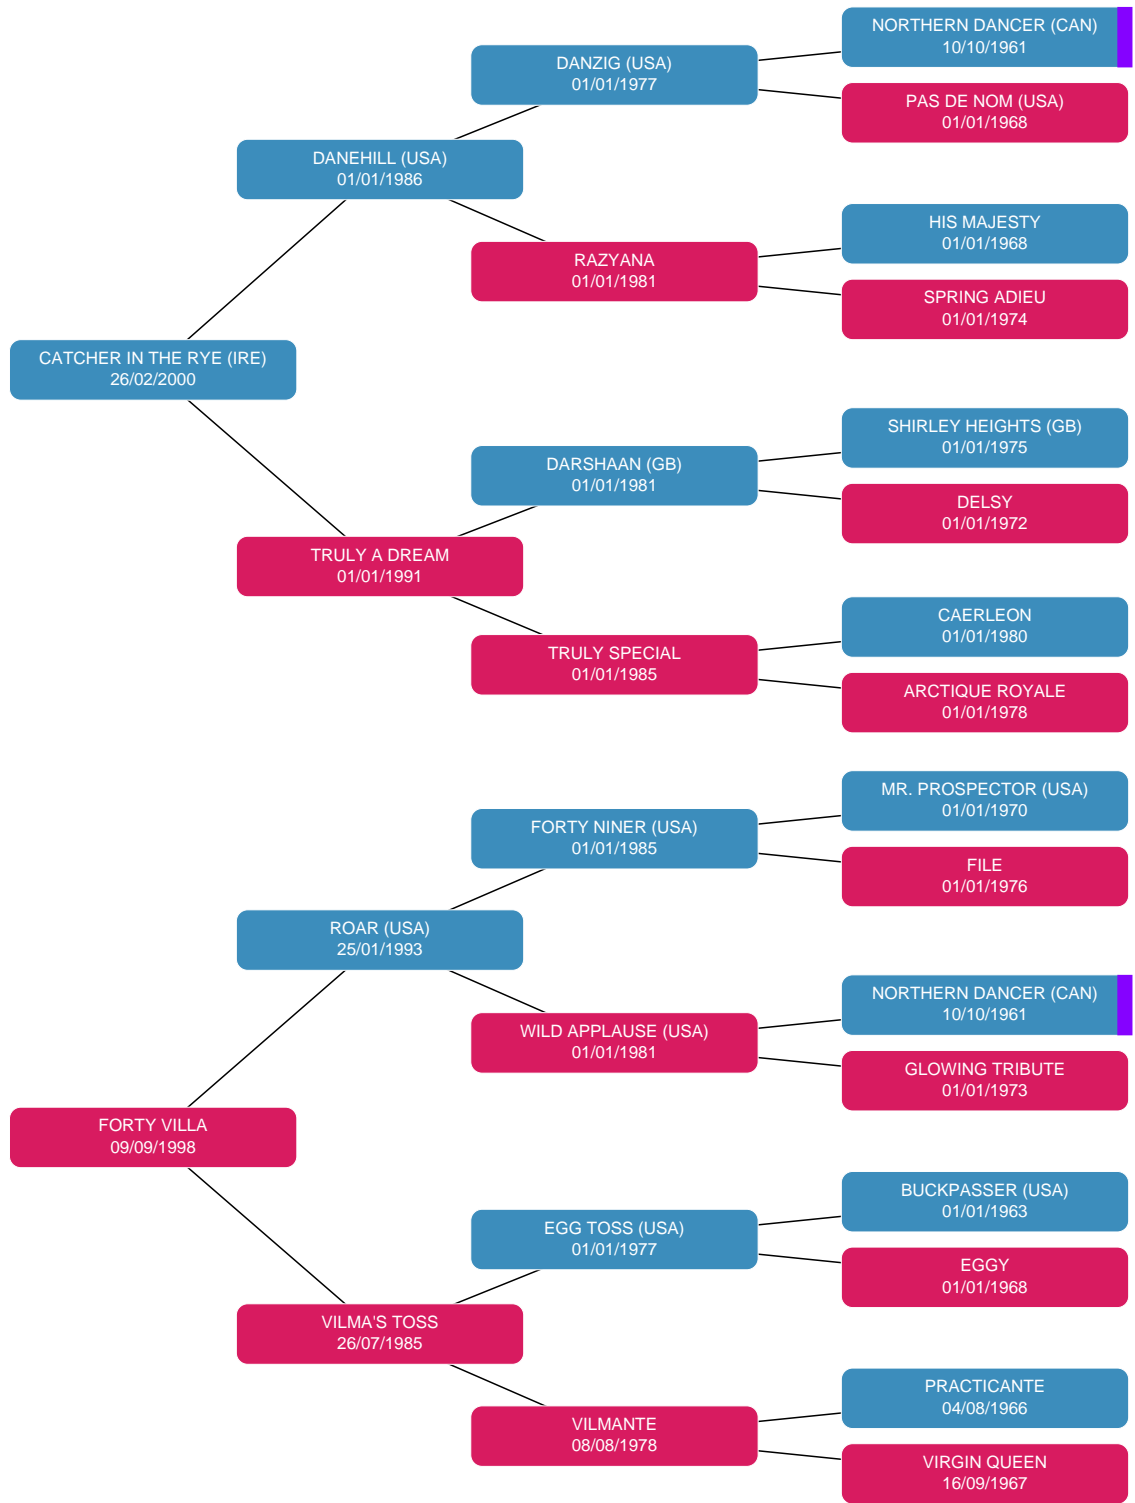 NORTHERN DANCER (CAN)
10/10/1961
DANZIG (USA)
01/01/1977
PAS DE NOM (USA)
01/01/1968
DANEHILL (USA)
01/01/1986
HIS MAJESTY
01/01/1968
RAZYANA
01/01/1981
SPRING ADIEU
01/01/1974
CATCHER IN THE RYE (IRE)
26/02/2000
SHIRLEY HEIGHTS (GB)
01/01/1975
DARSHAAN (GB)
01/01/1981
DELSY
01/01/1972
TRULY A DREAM
01/01/1991
CAERLEON
01/01/1980
TRULY SPECIAL
01/01/1985
ARCTIQUE ROYALE
01/01/1978
MR. PROSPECTOR (USA)
01/01/1970
FORTY NINER (USA)
01/01/1985
FILE
01/01/1976
ROAR (USA)
25/01/1993
NORTHERN DANCER (CAN)
10/10/1961
WILD APPLAUSE (USA)
01/01/1981
GLOWING TRIBUTE
01/01/1973
FORTY VILLA
09/09/1998
BUCKPASSER (USA)
01/01/1963
EGG TOSS (USA)
01/01/1977
EGGY
01/01/1968
VILMA'S TOSS
26/07/1985
PRACTICANTE
04/08/1966
VILMANTE
08/08/1978
VIRGIN QUEEN
16/09/1967